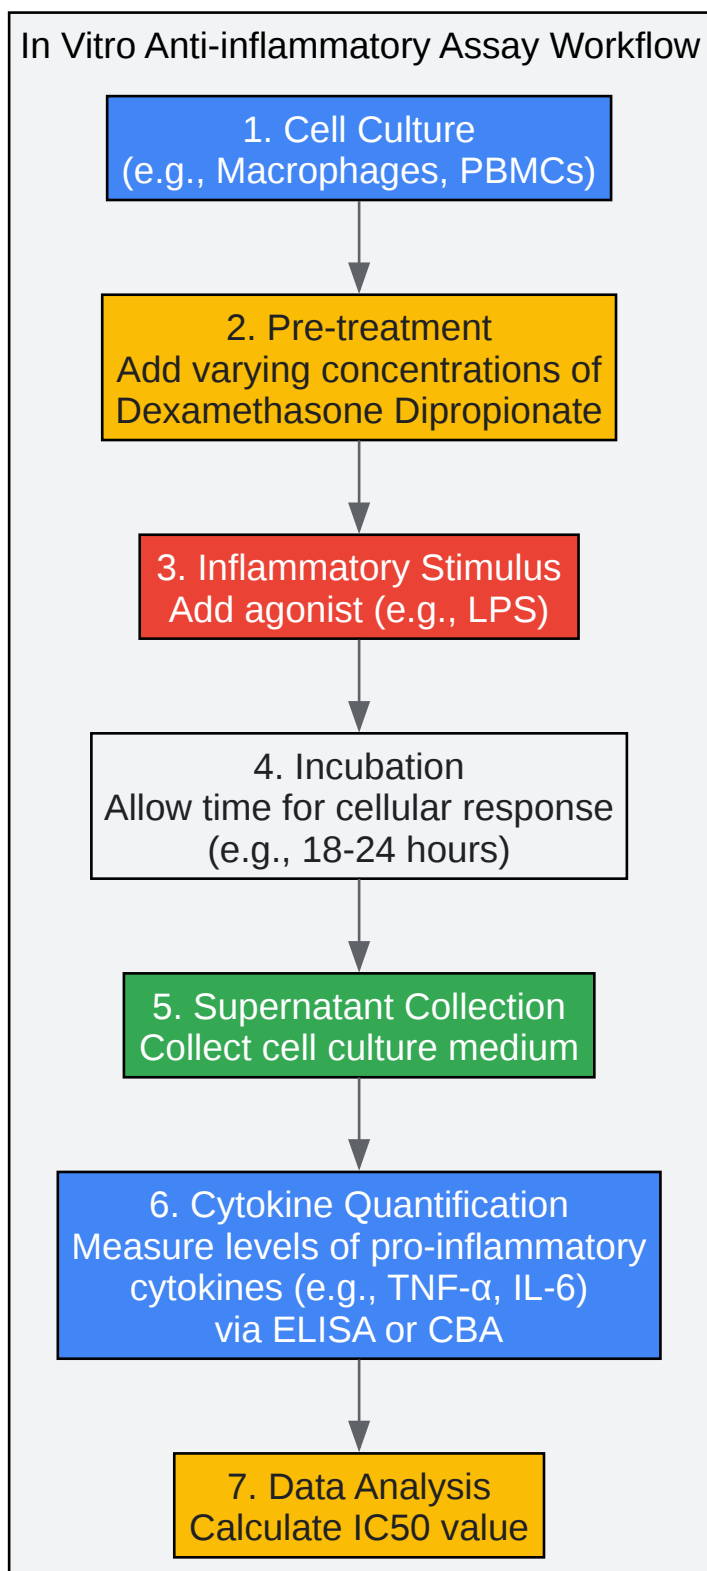 In Vitro Anti-inflammatory Assay Workflow
1. Cell Culture
(e.g., Macrophages, PBMCs)
2. Pre-treatment
Add varying concentrations of
Dexamethasone Dipropionate
3. Inflammatory Stimulus
Add agonist (e.g., LPS)
4. Incubation
Allow time for cellular response
(e.g., 18-24 hours)
5. Supernatant Collection
Collect cell culture medium
6. Cytokine Quantification
Measure levels of pro-inflammatory
cytokines (e.g., TNF-α, IL-6)
via ELISA or CBA
7. Data Analysis
Calculate IC50 value